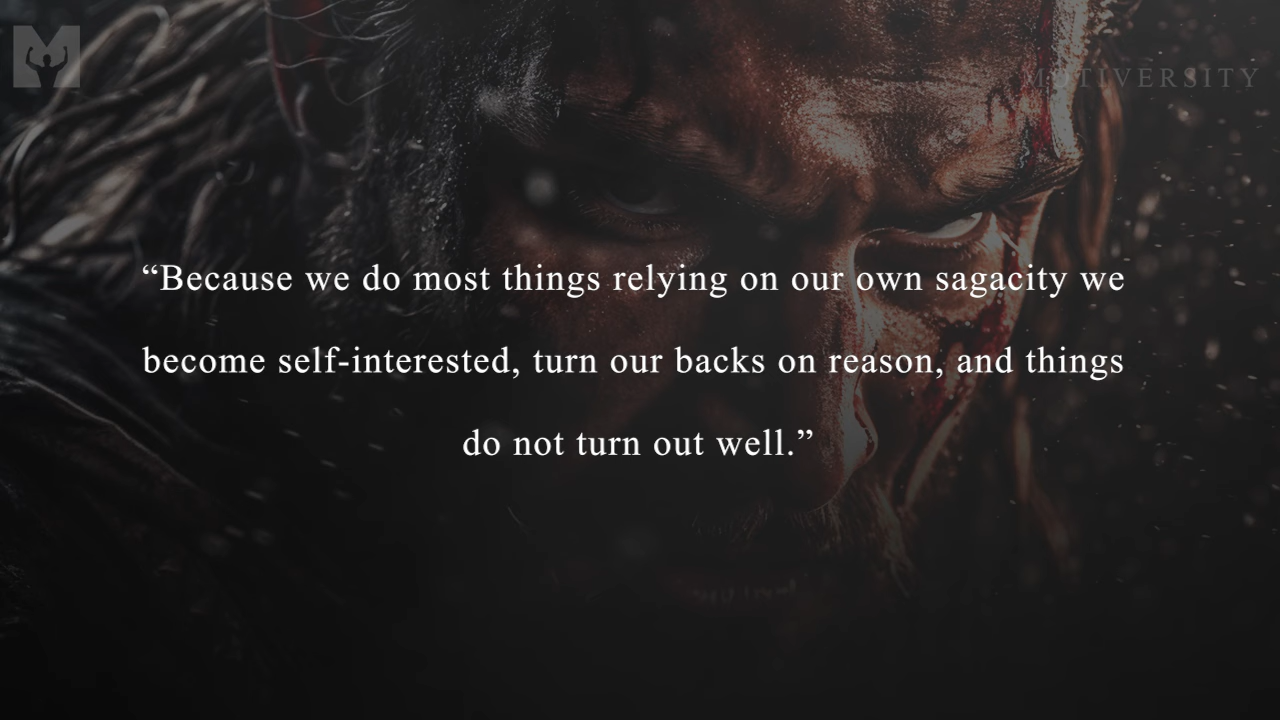 MOTIVERSITY
“Because we do most things relying on our own sagacity we
become self-interested, turn our backs on reason, and things
do not turn out well.”